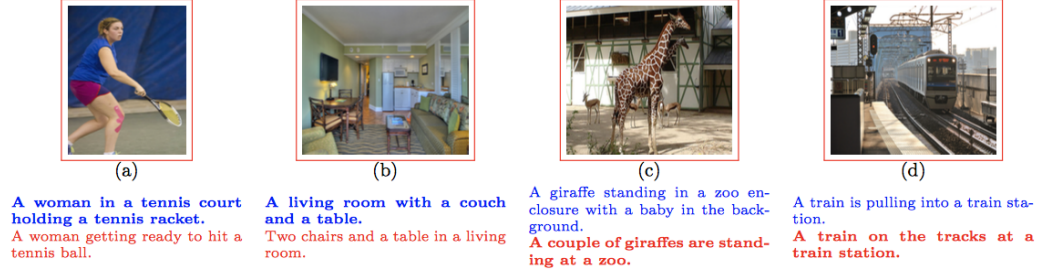 (a)
A woman in a tennis court
holding a tennis racket.
A woman getting ready to hit a
tennis ball.
(b)
A living room with a couch
and a table.
Two chairs and a table in a living
room.
(c)
A giraffe standing in a zoo en-
closure with a baby in the back-
ground.
A couple of giraffes are stand-
ing at a zoo.
(d)
A train is pulling into a train sta-
tion.
A train on the tracks at a
train station.